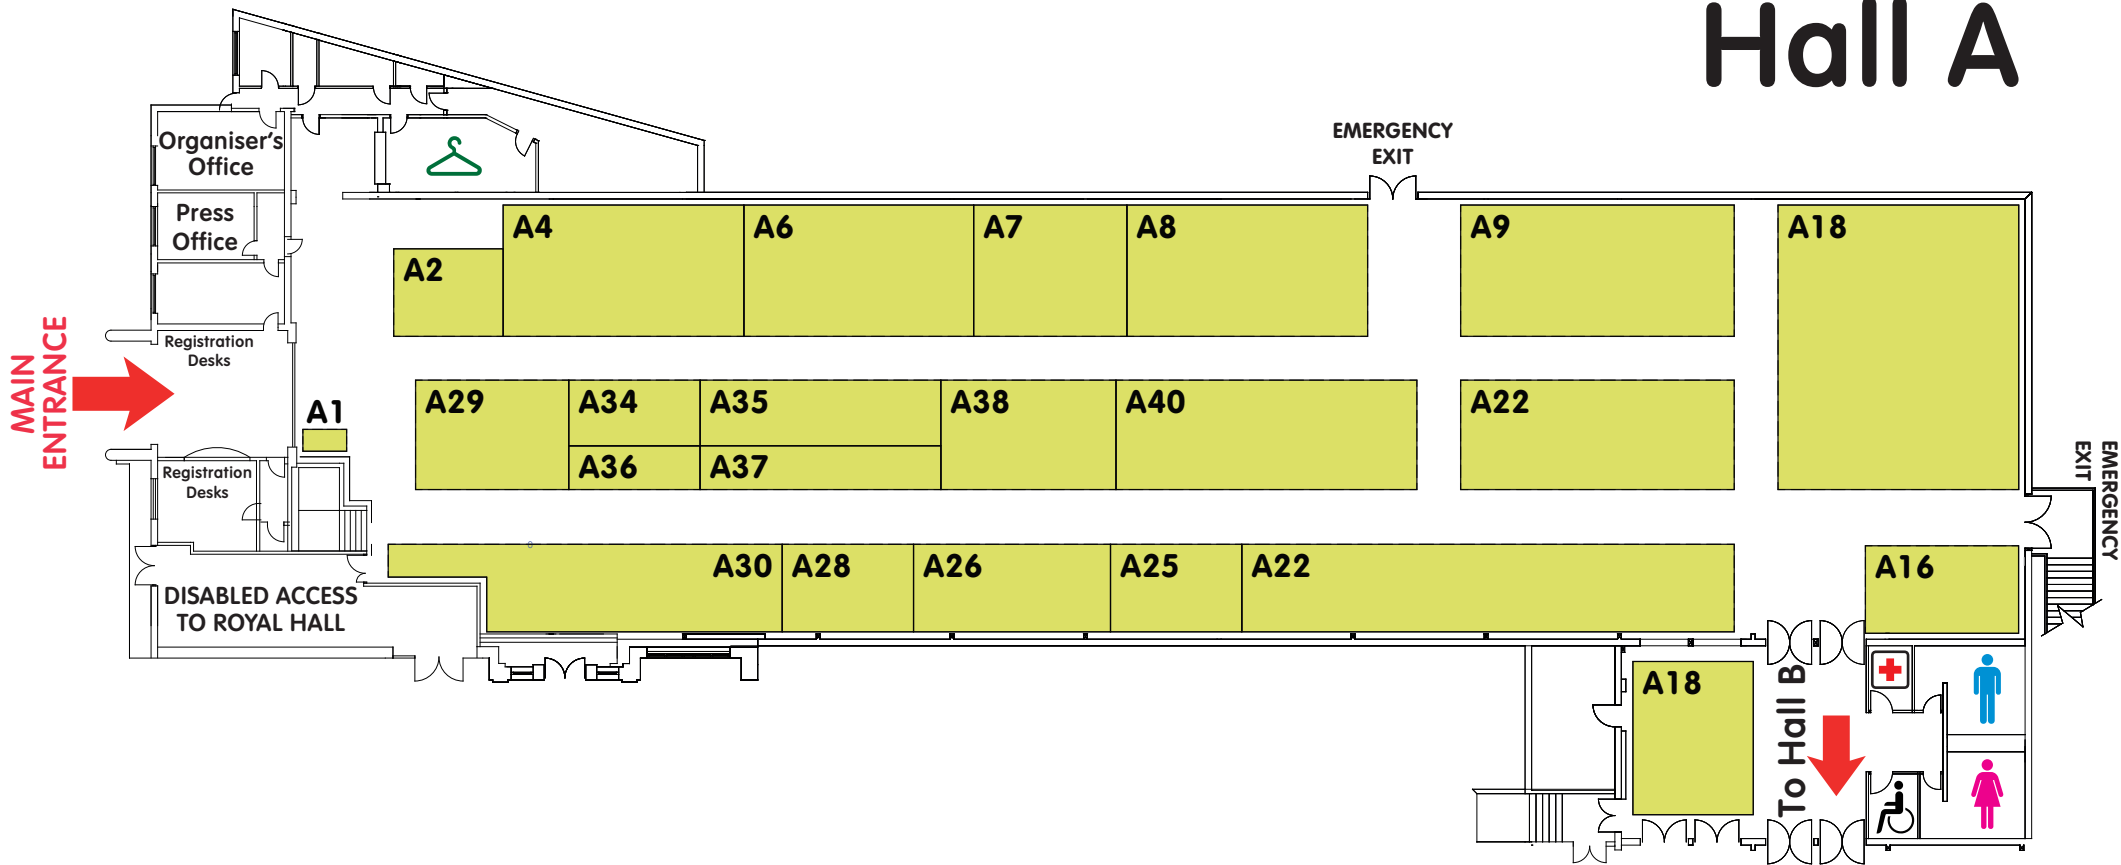 Hall A
EMERGENCY
EXIT
Organiser's
Office
Press
Office
A4
A6
A7
A8
A9
A18
A2
MAIN
ENTRANCE
Registration
Desks
A1
A29
A34
A35
A38
A40
A22
A36
A37
Registration
Desks
EMERGENCY
EXIT
A30
A28
A26
A25
A22
A16
DISABLED ACCESS
TO ROYAL HALL
A18
To Hall B